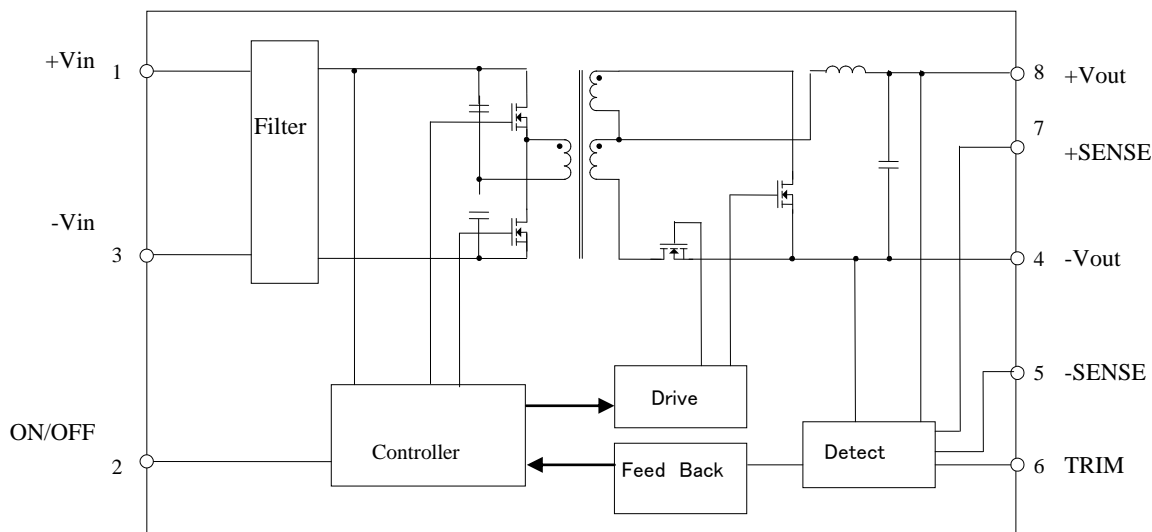 +Vin
1
Filter
8
+Vout
7
+SENSE
-Vin
3
4
-Vout
5
-SENSE
Drive
ON/OFF
2
Controller
Feed Back
Detect
6
TRIM